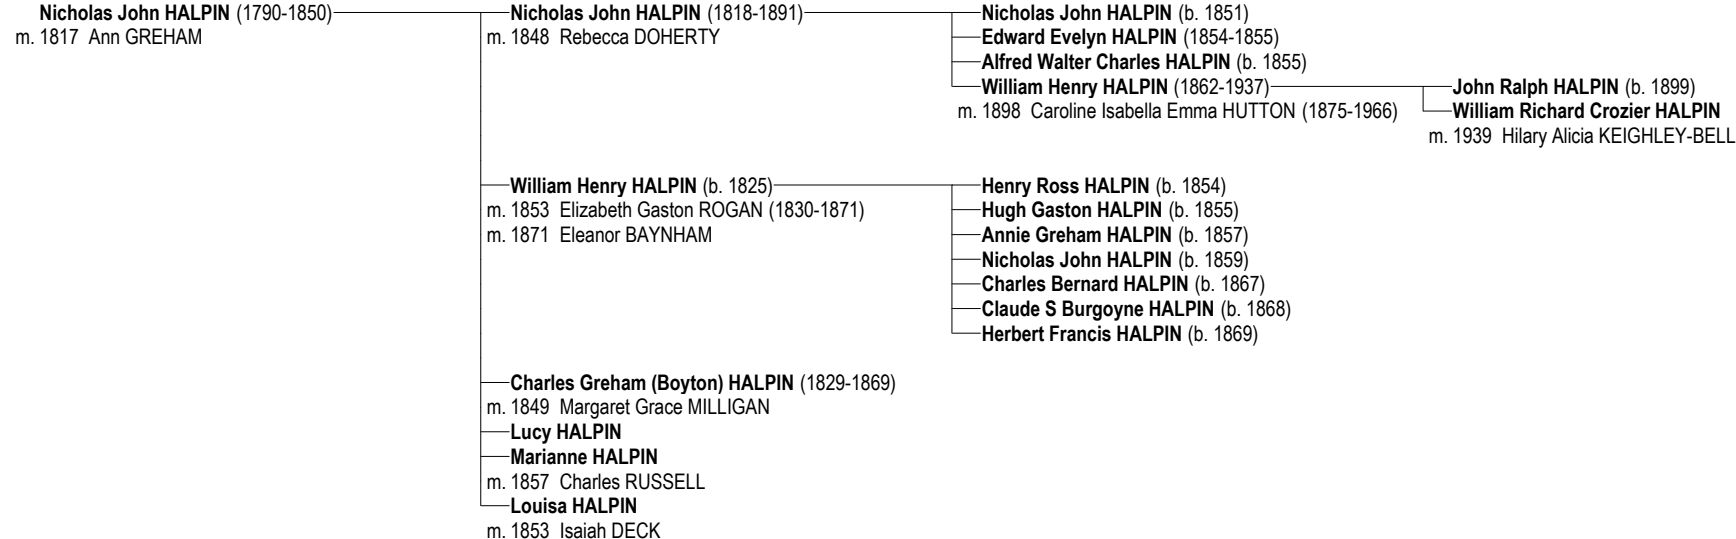 Nicholas John HALPIN (1790-1850)
m. 1817 Ann GREHAM
Nicholas John HALPIN (1818-1891)
m. 1848 Rebecca DOHERTY
Nicholas John HALPIN (b. 1851)
Edward Evelyn HALPIN (1854-1855)
Alfred Walter Charles HALPIN (b. 1855)
William Henry HALPIN (1862-1937)
m. 1898 Caroline Isabella Emma HUTTON (1875-1966)
John Ralph HALPIN (b. 1899)
William Richard Crozier HALPIN
m. 1939 Hilary Alicia KEIGHLEY-BELL
William Henry HALPIN (b. 1825)
m. 1853 Elizabeth Gaston ROGAN (1830-1871)
m. 1871 Eleanor BAYNHAM
Henry Ross HALPIN (b. 1854)
Hugh Gaston HALPIN (b. 1855)
Annie Greham HALPIN (b. 1857)
Nicholas John HALPIN (b. 1859)
Charles Bernard HALPIN (b. 1867)
Claude S Burgoyne HALPIN (b. 1868)
Herbert Francis HALPIN (b. 1869)
Charles Greham (Boyton) HALPIN (1829-1869)
m. 1849 Margaret Grace MILLIGAN
Lucy HALPIN
Marianne HALPIN
m. 1857 Charles RUSSELL
Louisa HALPIN
m. 1853 Isaiah DECK